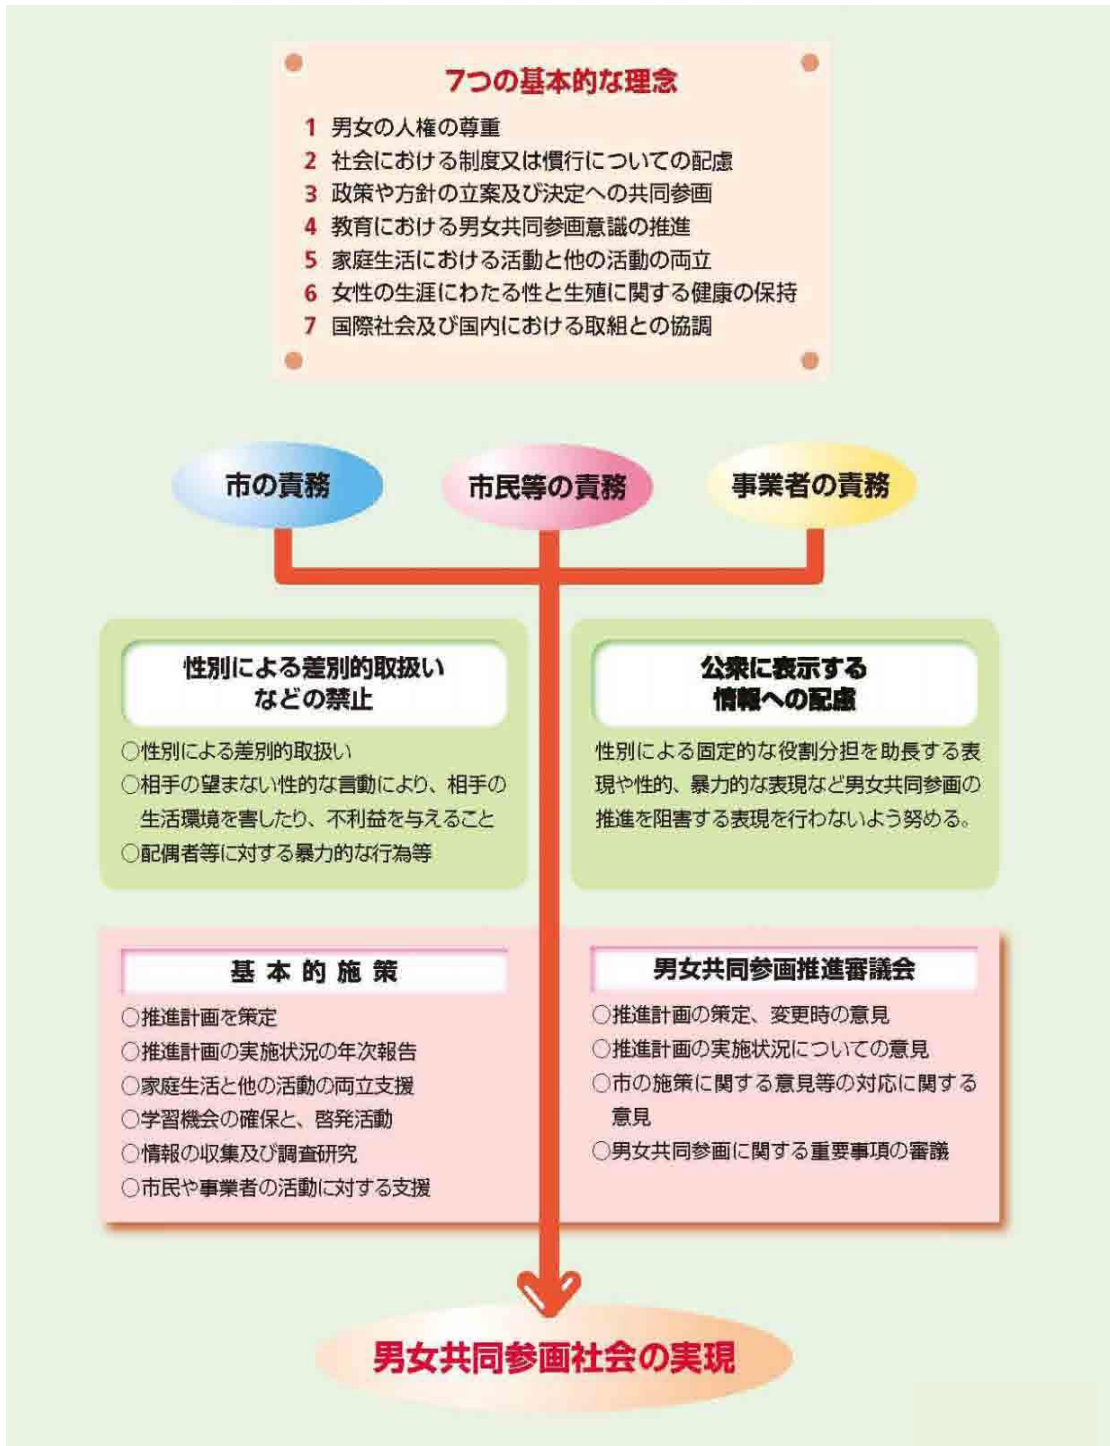 7つの基本的な理念
1 男女の人権の尊重
2 社会における制度又は慣行についての配慮
3 政策や方針の立案及び決定への共同参画
4 教育における男女共同参画意識の推進
5 家庭生活における活動と他の活動の両立
6 女性の生涯にわたる性と生殖に関する健康の保持
7 国際社会及び国内における取組との協調
市の責務
市民等の責務
事業者の責務
性別による差別的取扱い
などの禁止
○性別による差別的取扱い
○相手の望まない性的な言動により、相手の
生活環境を害したり、不利益を与えること
○配偶者等に対する暴力的な行為等
公衆に表示する
情報への配慮
性別による固定的な役割分担を助長する表
現や性的、暴力的な表現など男女共同参画の
推進を阻害する表現を行わないよう努める。
基本的施策
○推進計画を策定
○推進計画の実施状況の年次報告
○家庭生活と他の活動の両立支援
○学習機会の確保と、啓発活動
○情報の収集及び調査研究
○市民や事業者の活動に対する支援
男女共同参画推進審議会
○推進計画の策定、変更時の意見
○推進計画の実施状況についての意見
○市の施策に関する意見等の対応に関する
意見
○男女共同参画に関する重要事項の審議
男女共同参画社会の実現